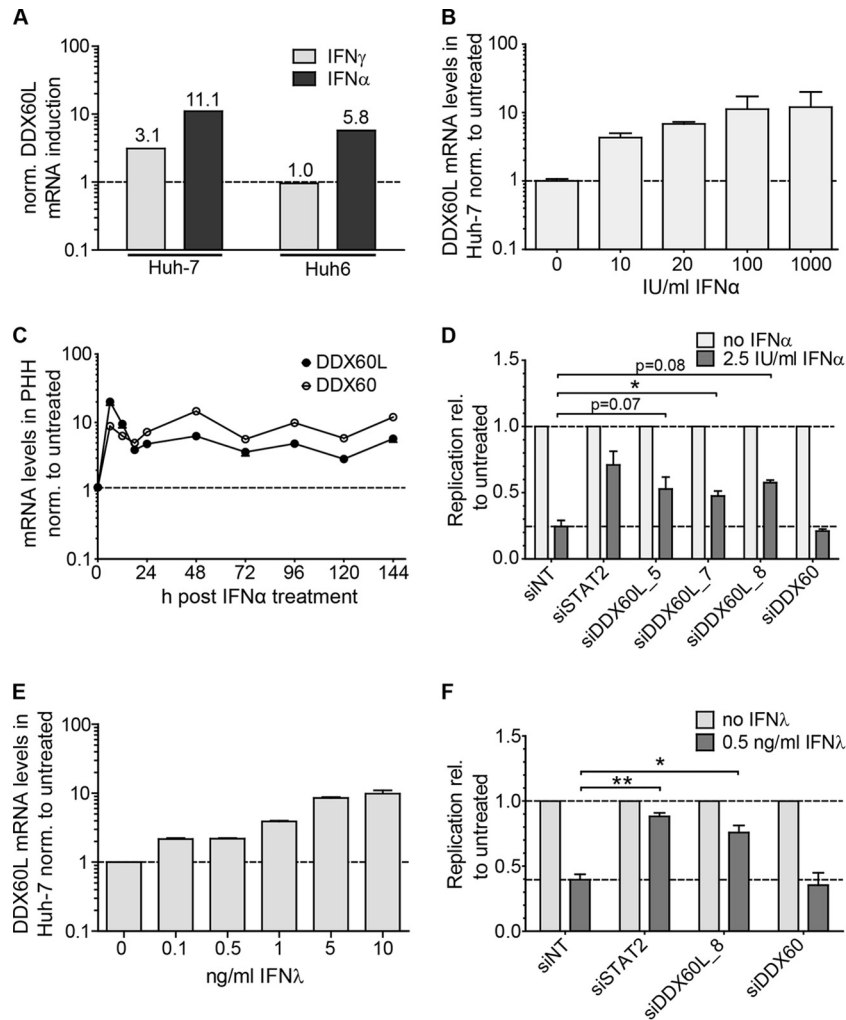 A
norm. DDX60L
mRNA induction
100
10
1
0.1
IFNγ
IFNα
3.1
11.1
1.0
5.8
Huh-7
Huh6
B
DDX60L mRNA levels in
Huh-7 norm. to untreated
100
10
1
0.1
0
10
20
100
1000
IU/ml IFNα
C
mRNA levels in PHH
norm. to untreated
100
10
1
0.1
DDX60L
DDX60
0
24
48
72
96
120
144
h post IFNα treatment
D
no IFNα
2.5 IU/ml IFNα
Replication rel.
to untreated
1.5
1.0
0.5
0.0
p=0.08
*
p=0.07
siNT
siSTAT2
siDDX60L_5
siDDX60L_7
siDDX60L_8
siDDX60
E
DDX60L mRNA levels in
Huh-7 norm. to untreated
100
10
1
0.1
0
0.1
0.5
1
5
10
ng/ml IFNλ
F
no IFNλ
0.5 ng/ml IFNλ
Replication rel.
to untreated
1.5
1.0
0.5
0.0
*
**
siNT
siSTAT2
siDDX60L_8
siDDX60